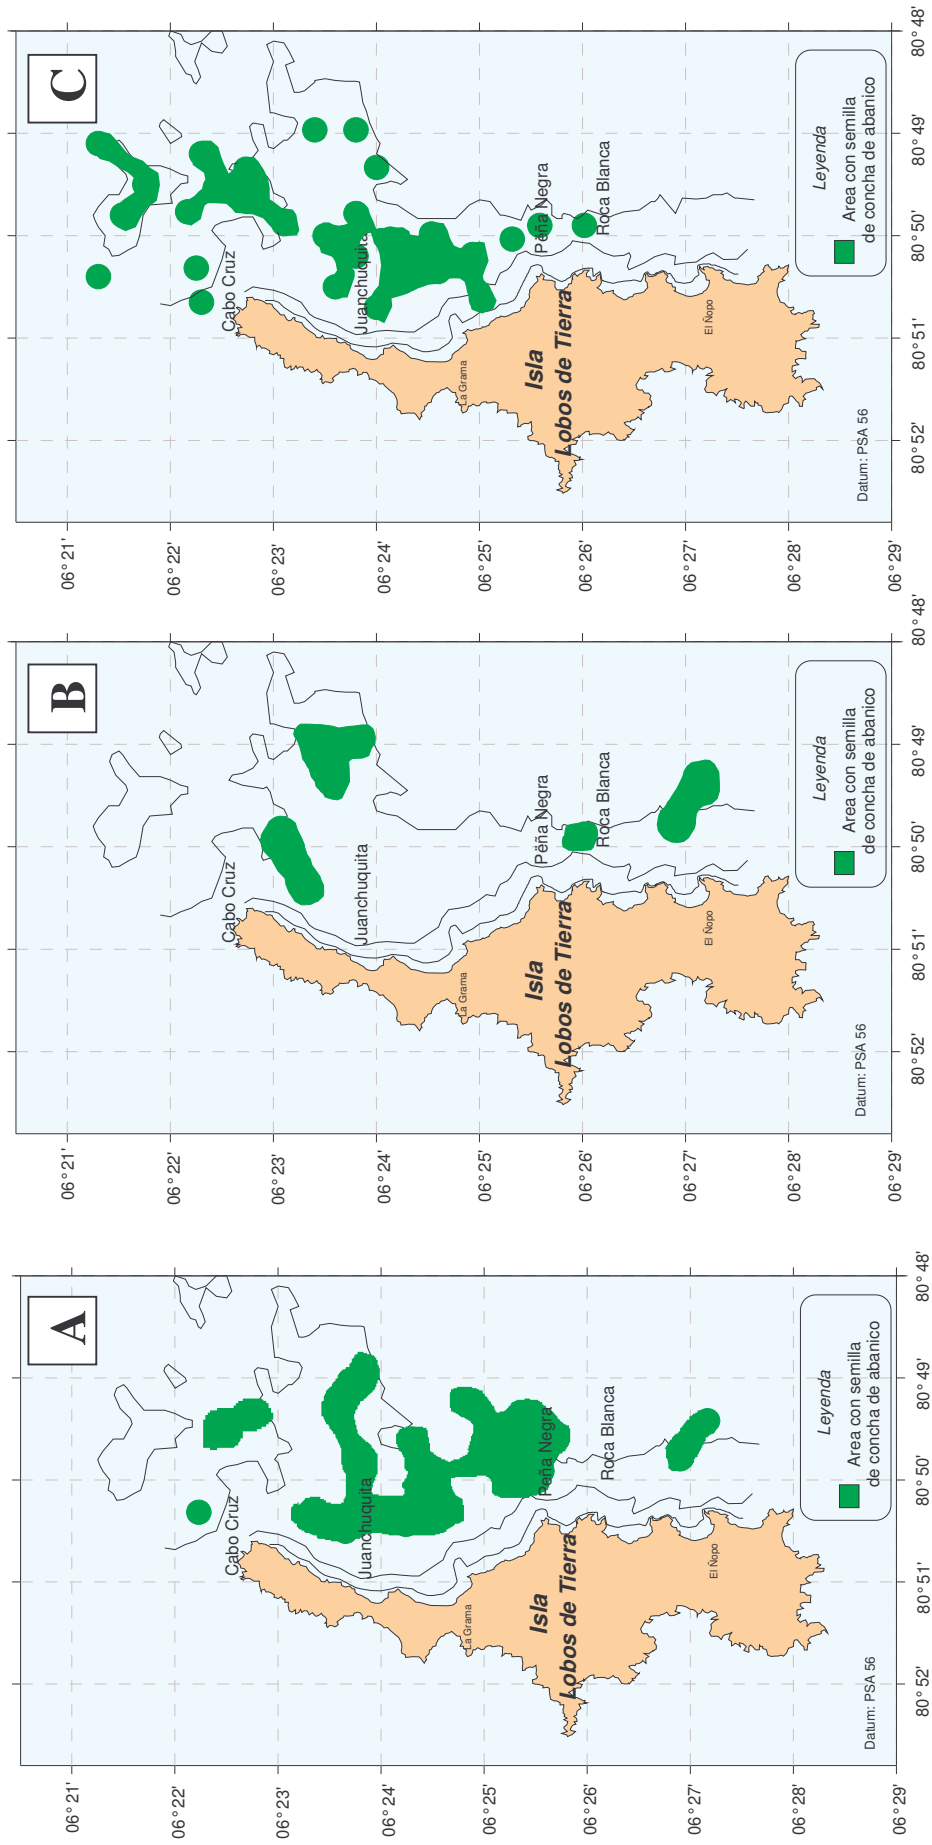 A
06°21'
06°22'
06°23'
06°24'
06°25'
06°26'
06°27'
06°28'
06°29'
80°52'
80°51'
80°50'
80°49'
80°48'
Cabo Cruz
Juanchuquita
La Grama
Peña Negra
Roca Blanca
Isla
Lobos de Tierra
El Ñopo
Datum: PSA 56
Leyenda
Area con semilla
de concha de abanico
B
06°21'
06°22'
06°23'
06°24'
06°25'
06°26'
06°27'
06°28'
06°29'
80°52'
80°51'
80°50'
80°49'
80°48'
Cabo Cruz
Juanchuquita
La Grama
Peña Negra
Roca Blanca
Isla
Lobos de Tierra
El Ñopo
Datum: PSA 56
Leyenda
Area con semilla
de concha de abanico
C
06°21'
06°22'
06°23'
06°24'
06°25'
06°26'
06°27'
06°28'
06°29'
80°52'
80°51'
80°50'
80°49'
80°48'
Cabo Cruz
Juanchuquita
La Grama
Peña Negra
Roca Blanca
Isla
Lobos de Tierra
El Ñopo
Datum: PSA 56
Leyenda
Area con semilla
de concha de abanico